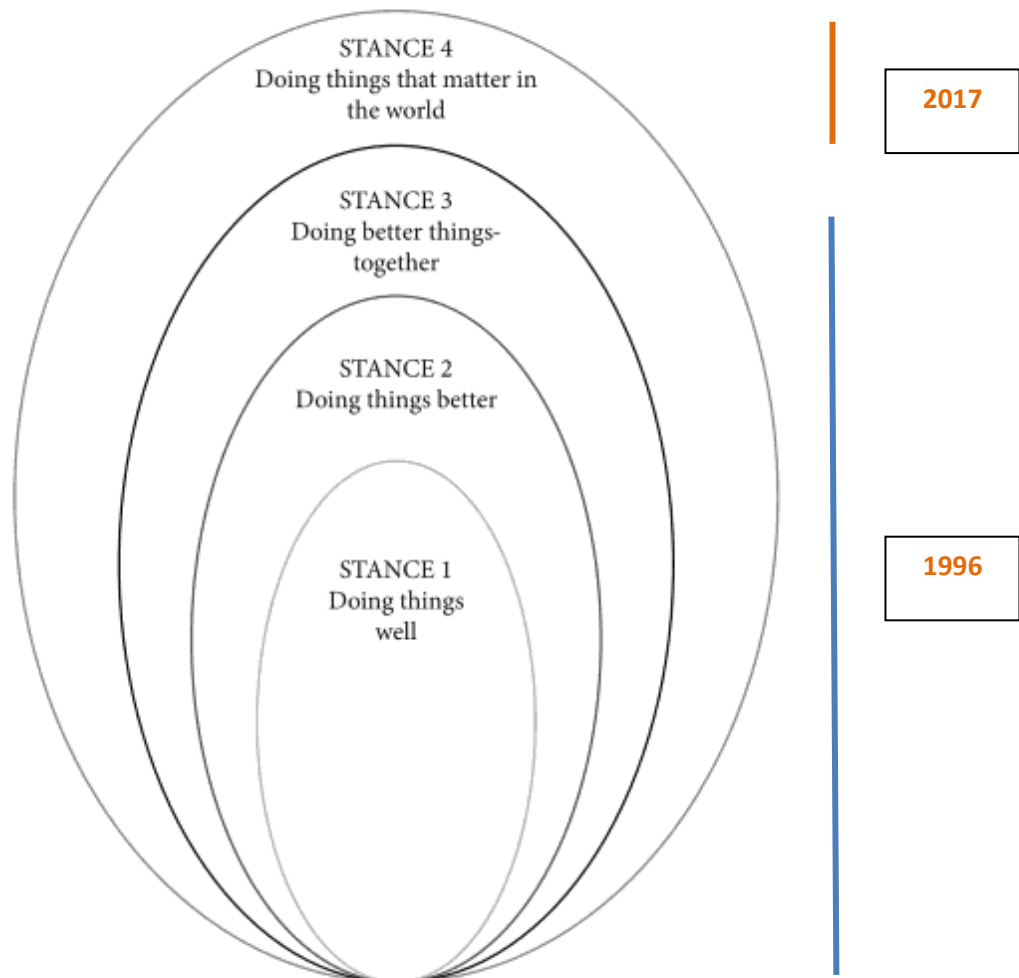 STANCE 4
Doing things that matter in
the world
2017
STANCE 3
Doing better things-
together
STANCE 2
Doing things better
STANCE 1
Doing things
well
1996